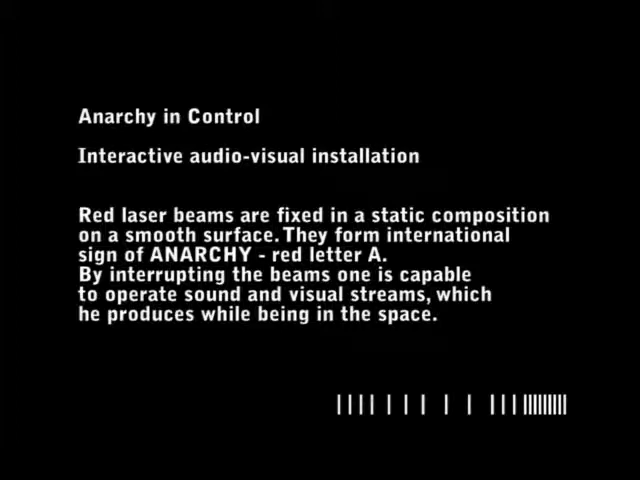 Anarchy in Control
Interactive audio-visual installation
Red laser beams are fixed in a static composition
on a smooth surface. They form international
sign of ANARCHY - red letter A.
By interrupting the beams one is capable
to operate sound and visual streams, which
he produces while being in the space.